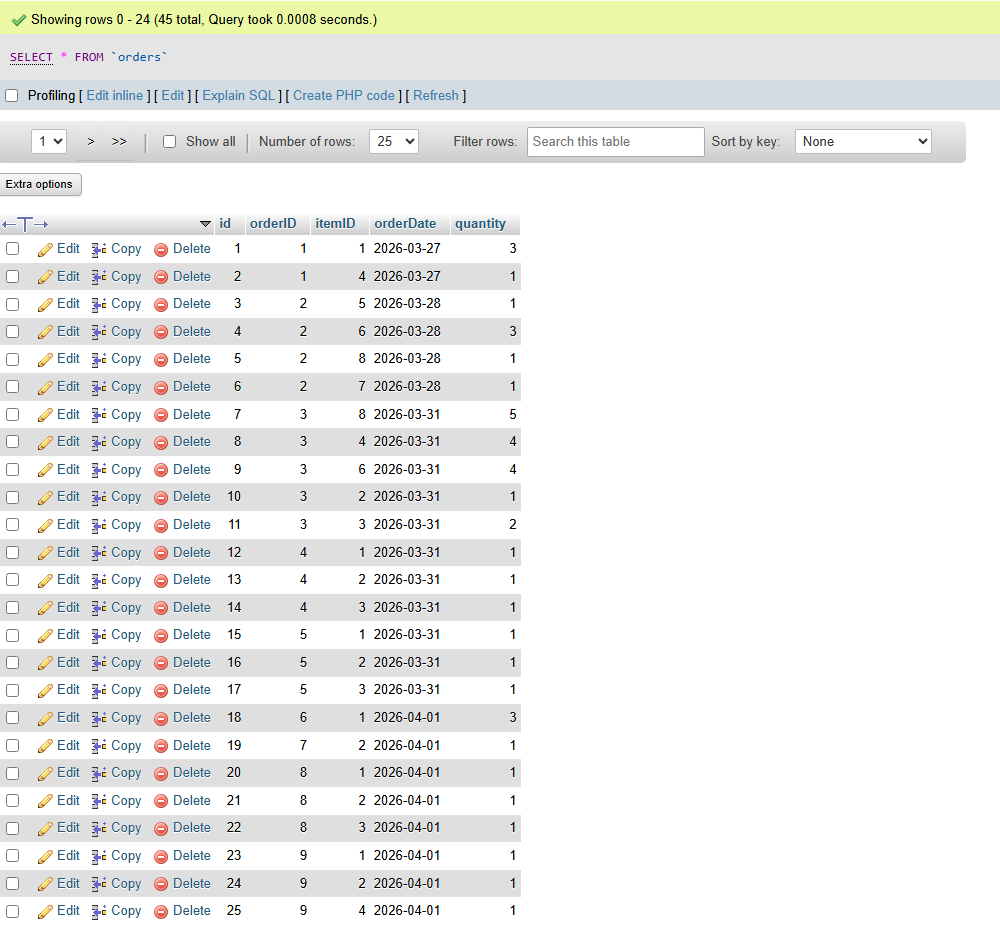 Showing rows 0 - 24 (45 total, Query took 0.0008 seconds.)
SELECT * FROM `orders`
Profiling [ Edit inline ] [ Edit ] [ Explain SQL ] [ Create PHP code ] [ Refresh ]
1 > >> Show all Number of rows: 25 Filter rows: Search this table Sort by key: None
Extra options
←T→ id orderID itemID orderDate quantity
Edit Copy Delete 1 1 1 2026-03-27 3
Edit Copy Delete 2 1 4 2026-03-27 1
Edit Copy Delete 3 2 5 2026-03-28 1
Edit Copy Delete 4 2 6 2026-03-28 3
Edit Copy Delete 5 2 8 2026-03-28 1
Edit Copy Delete 6 2 7 2026-03-28 1
Edit Copy Delete 7 3 8 2026-03-31 5
Edit Copy Delete 8 3 4 2026-03-31 4
Edit Copy Delete 9 3 6 2026-03-31 4
Edit Copy Delete 10 3 2 2026-03-31 1
Edit Copy Delete 11 3 3 2026-03-31 2
Edit Copy Delete 12 4 1 2026-03-31 1
Edit Copy Delete 13 4 2 2026-03-31 1
Edit Copy Delete 14 4 3 2026-03-31 1
Edit Copy Delete 15 5 1 2026-03-31 1
Edit Copy Delete 16 5 2 2026-03-31 1
Edit Copy Delete 17 5 3 2026-03-31 1
Edit Copy Delete 18 6 1 2026-04-01 3
Edit Copy Delete 19 7 2 2026-04-01 1
Edit Copy Delete 20 8 1 2026-04-01 1
Edit Copy Delete 21 8 2 2026-04-01 1
Edit Copy Delete 22 8 3 2026-04-01 1
Edit Copy Delete 23 9 1 2026-04-01 1
Edit Copy Delete 24 9 2 2026-04-01 1
Edit Copy Delete 25 9 4 2026-04-01 1